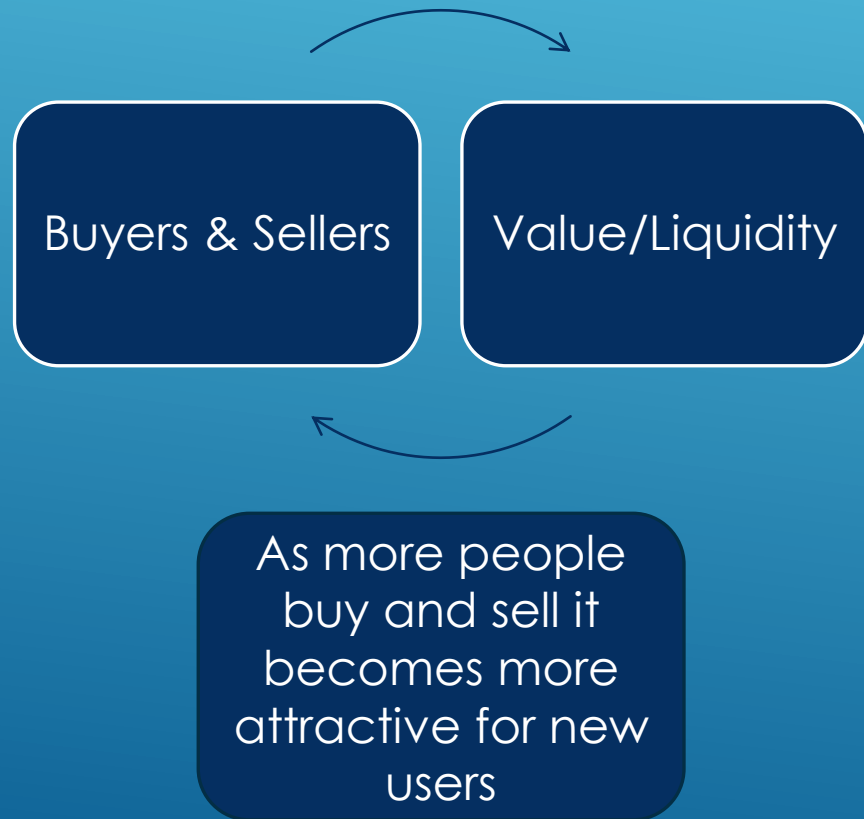 Buyers & Sellers
Value/Liquidity
As more people
buy and sell it
becomes more
attractive for new
users